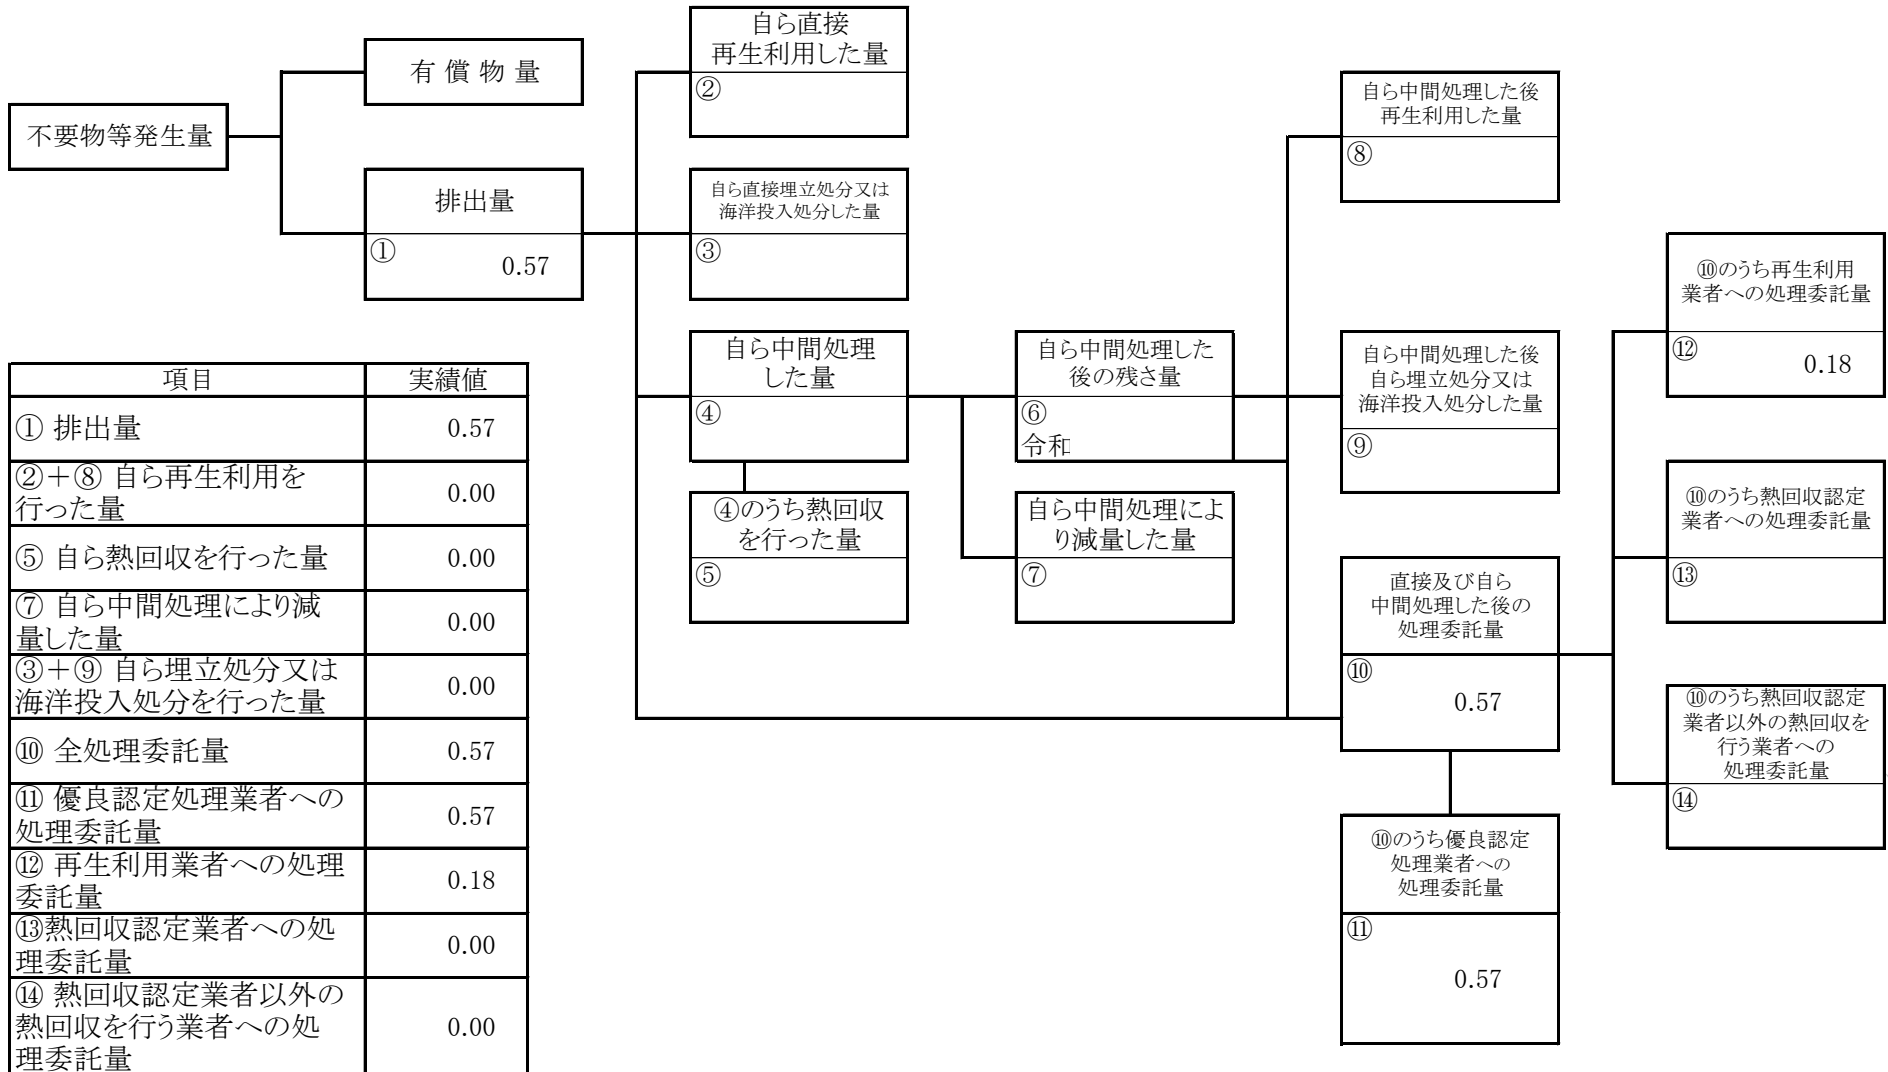 不要物等発生量
有 償 物 量
排出量
①
0.57
自ら直接
再生利用した量
②
自ら直接埋立処分又は
海洋投入処分した量
③
自ら中間処理
した量
④
④のうち熱回収
を行った量
⑤
自ら中間処理した
後の残さ量
⑥
令和
自ら中間処理によ
り減量した量
⑦
自ら中間処理した後
再生利用した量
⑧
自ら中間処理した後
自ら埋立処分又は
海洋投入処分した量
⑨
直接及び自ら
中間処理した後の
処理委託量
⑩
0.57
⑩のうち優良認定
処理業者への
処理委託量
⑪
0.57
⑩のうち再生利用
業者への処理委託量
⑫
0.18
⑩のうち熱回収認定
業者への処理委託量
⑬
⑩のうち熱回収認定
業者以外の熱回収を
行う業者への
処理委託量
⑭
項目 実績値
① 排出量 0.57
②＋⑧ 自ら再生利用を
行った量 0.00
⑤ 自ら熱回収を行った量 0.00
⑦ 自ら中間処理により減
量した量 0.00
③＋⑨ 自ら埋立処分又は
海洋投入処分を行った量 0.00
⑩ 全処理委託量 0.57
⑪ 優良認定処理業者への
処理委託量 0.57
⑫ 再生利用業者への処理
委託量 0.18
⑬熱回収認定業者への処
理委託量 0.00
⑭ 熱回収認定業者以外の
熱回収を行う業者への処
理委託量 0.00